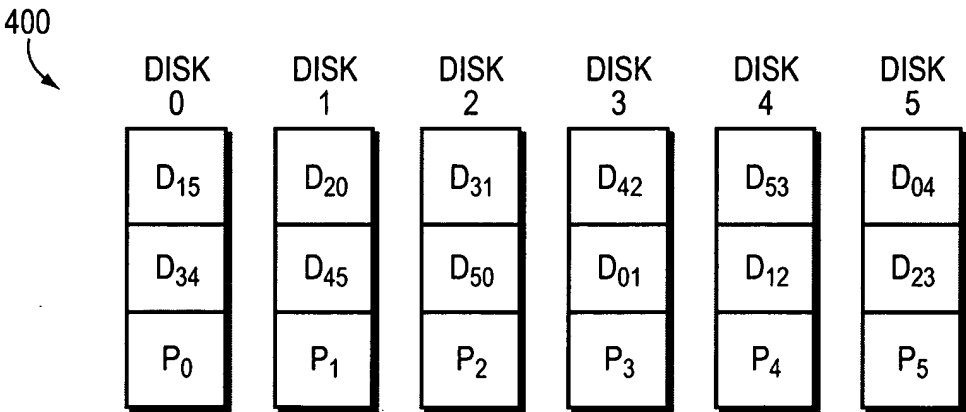 400
DISK 0 DISK 1 DISK 2 DISK 3 DISK 4 DISK 5
D₁₅ D₂₀ D₃₁ D₄₂ D₅₃ D₀₄
D₃₄ D₄₅ D₅₀ D₀₁ D₁₂ D₂₃
P₀ P₁ P₂ P₃ P₄ P₅